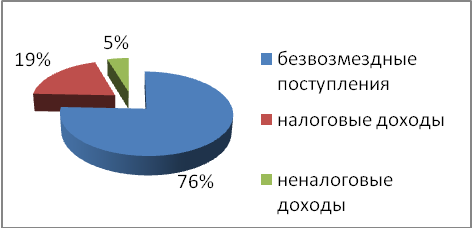 5%
19%
76%
безвозмездные
поступления
налоговые доходы
неналоговые
доходы